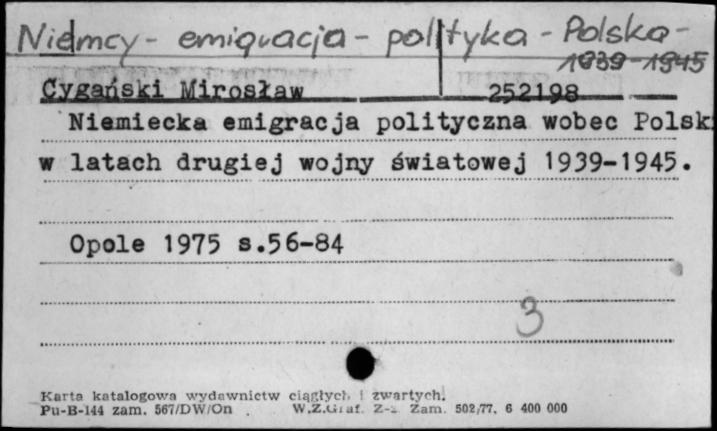 Niemcy - emigracja - polityka - Polska -
1939-1945
Cygański Mirosław 252198
Niemiecka emigracja polityczna wobec Polsk
w latach drugiej wojny światowej 1939-1945.
Opole 1975 s.56-84
3
Karta katalogowa wydawnictw ciągłych i zwartych.
Pu-B-144 zam. 567/DW/On . W.Z.Graf. Z-2 Zam. 502/77. 6 400 000